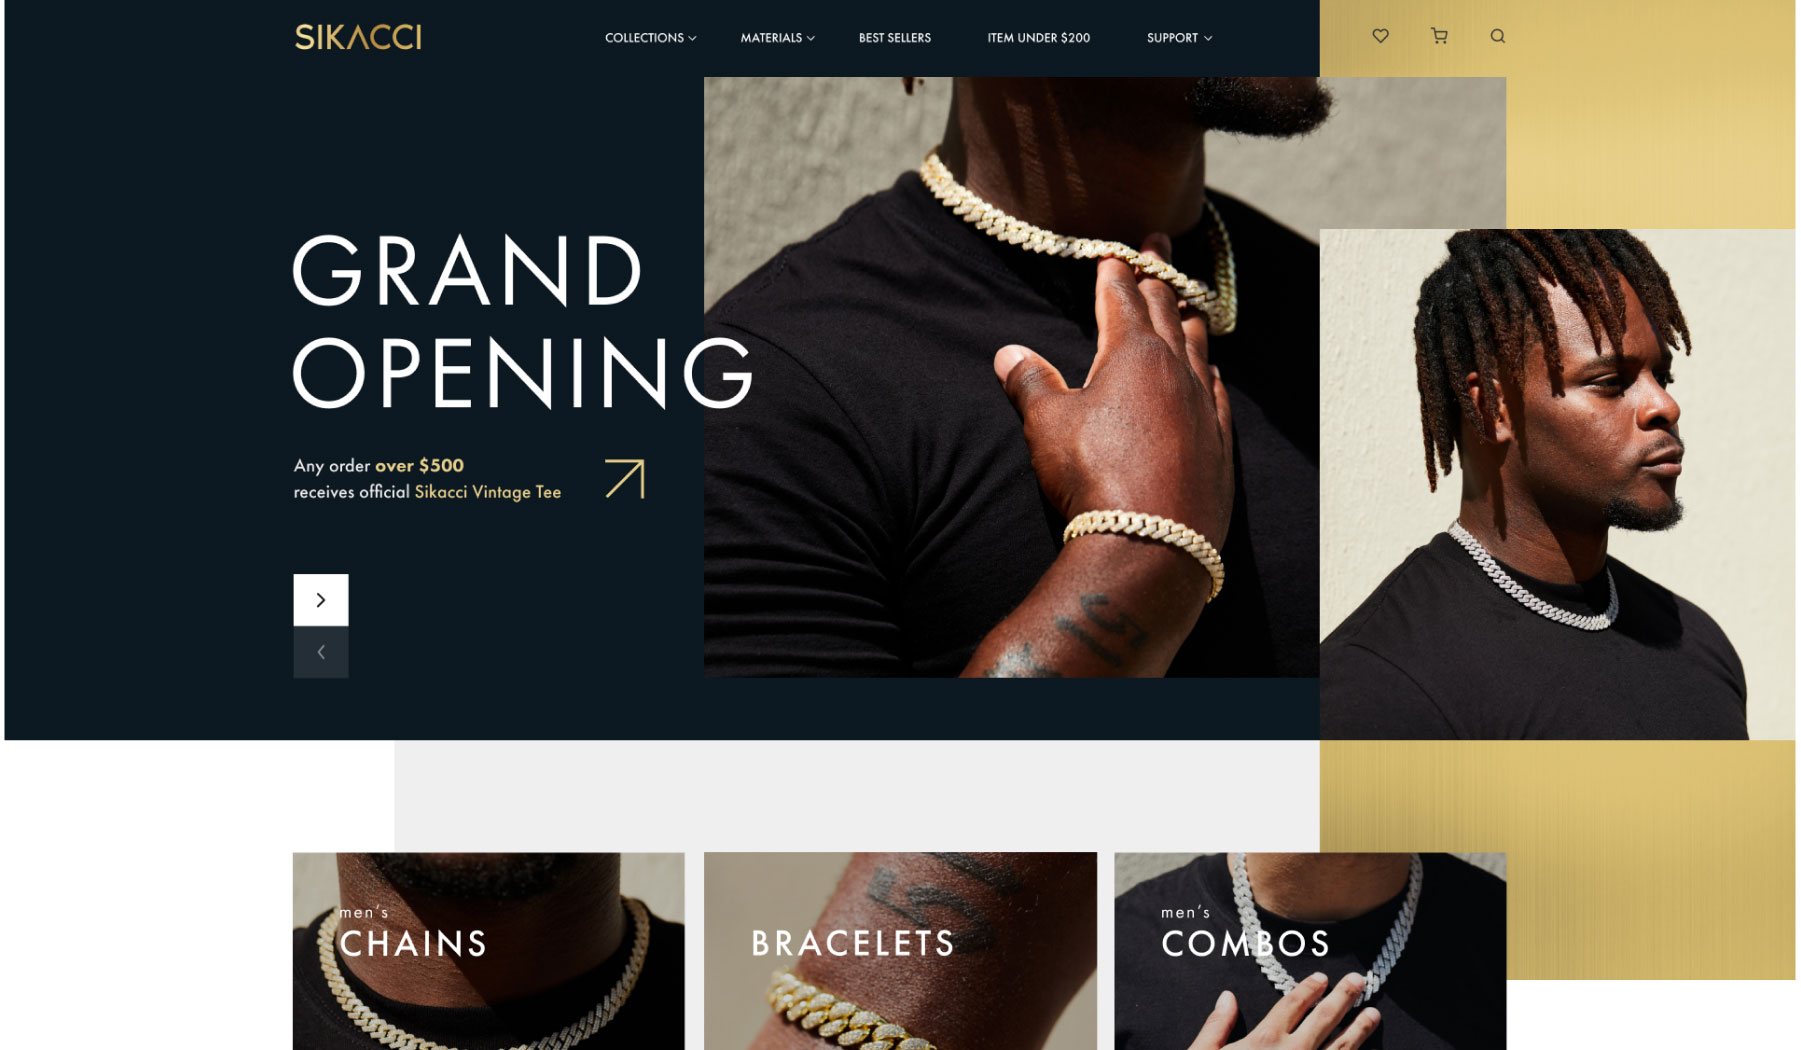 SIKACCI
COLLECTIONS
MATERIALS
BEST SELLERS
ITEM UNDER $200
SUPPORT
GRAND
OPENING
Any order over $500
receives official Sikacci Vintage Tee
men's
CHAINS
BRACELETS
men's
COMBOS